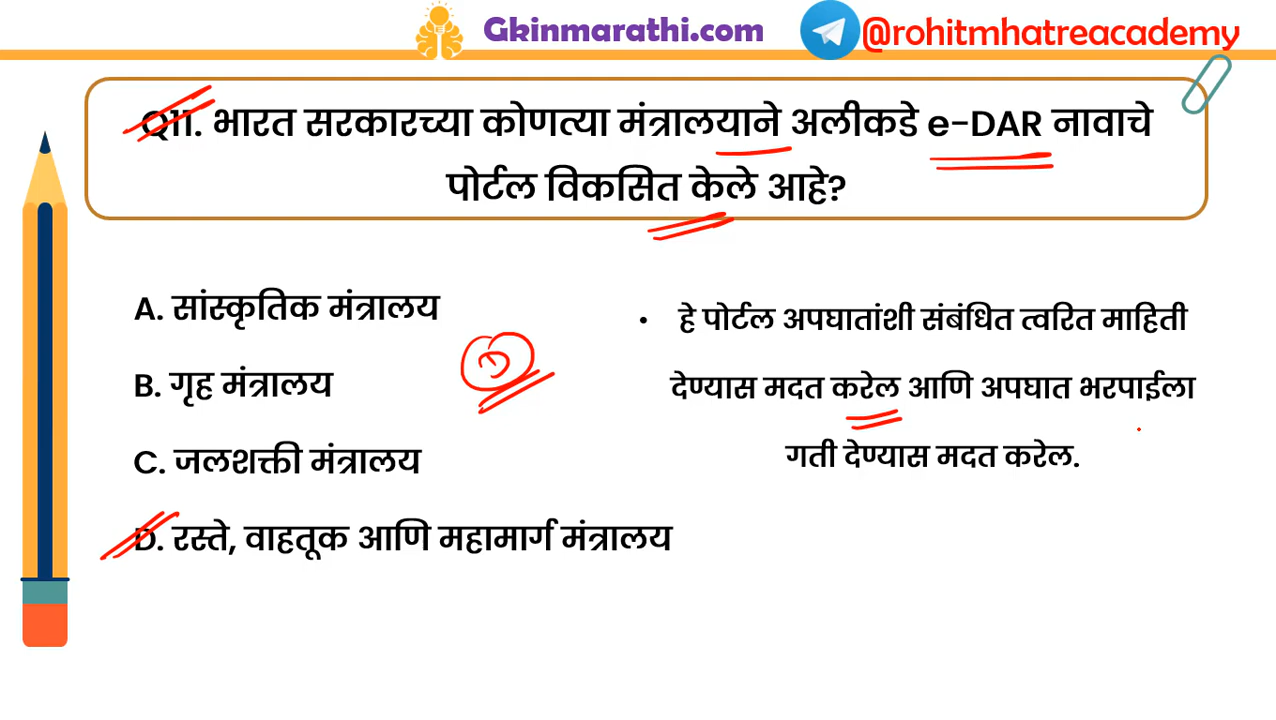 Gkinmarathi.com
@rohitmhatreacademy
Q11. भारत सरकारच्या कोणत्या मंत्रालयाने अलीकडे e-DAR नावाचे
पोर्टल विकसित केले आहे?
A. सांस्कृतिक मंत्रालय
B. गृह मंत्रालय
C. जलशक्ती मंत्रालय
D. रस्ते, वाहतूक आणि महामार्ग मंत्रालय
• हे पोर्टल अपघातांशी संबंधित त्वरित माहिती
देण्यास मदत करेल आणि अपघात भरपाईला
गती देण्यास मदत करेल.